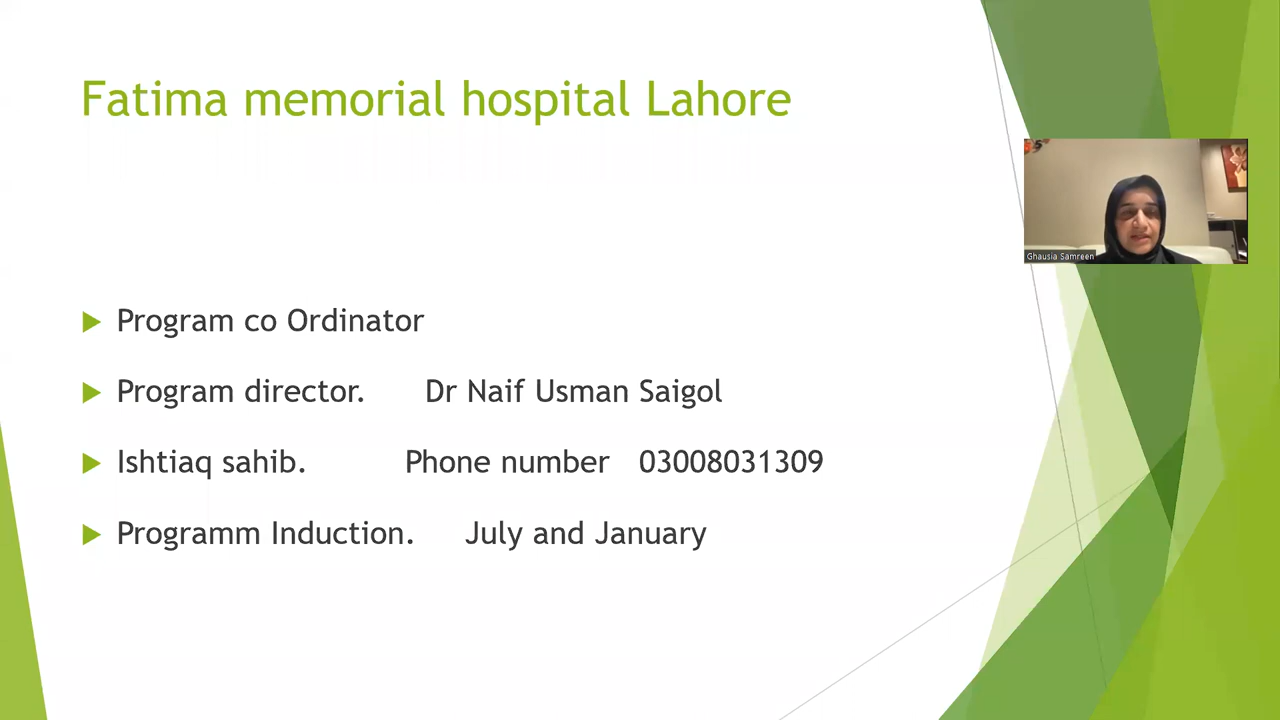 Fatima memorial hospital Lahore
Ghausia Samreen
Program co Ordinator
Program director. Dr Naif Usman Saigol
Ishtiaq sahib. Phone number 03008031309
Programm Induction. July and January